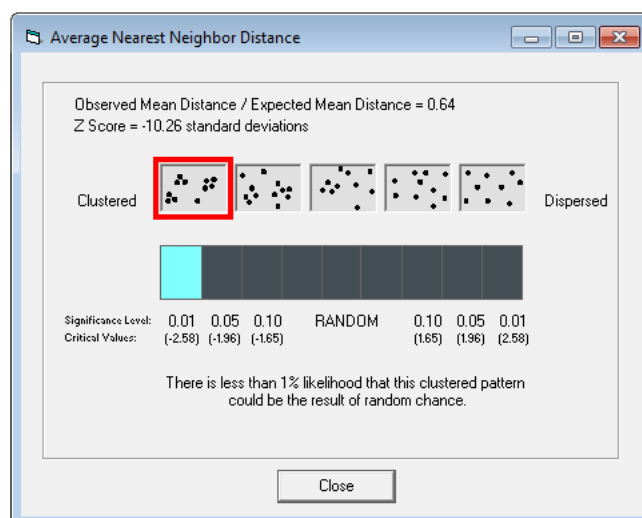 Average Nearest Neighbor Distance
Observed Mean Distance / Expected Mean Distance = 0.64
Z Score = -10.26 standard deviations
Clustered Dispersed
Significance Level: 0.01 0.05 0.10 RANDOM 0.10 0.05 0.01
Critical Values: (-2.58) (-1.96) (-1.65) (1.65) (1.96) (2.58)
There is less than 1% likelihood that this clustered pattern
could be the result of random chance.
Close